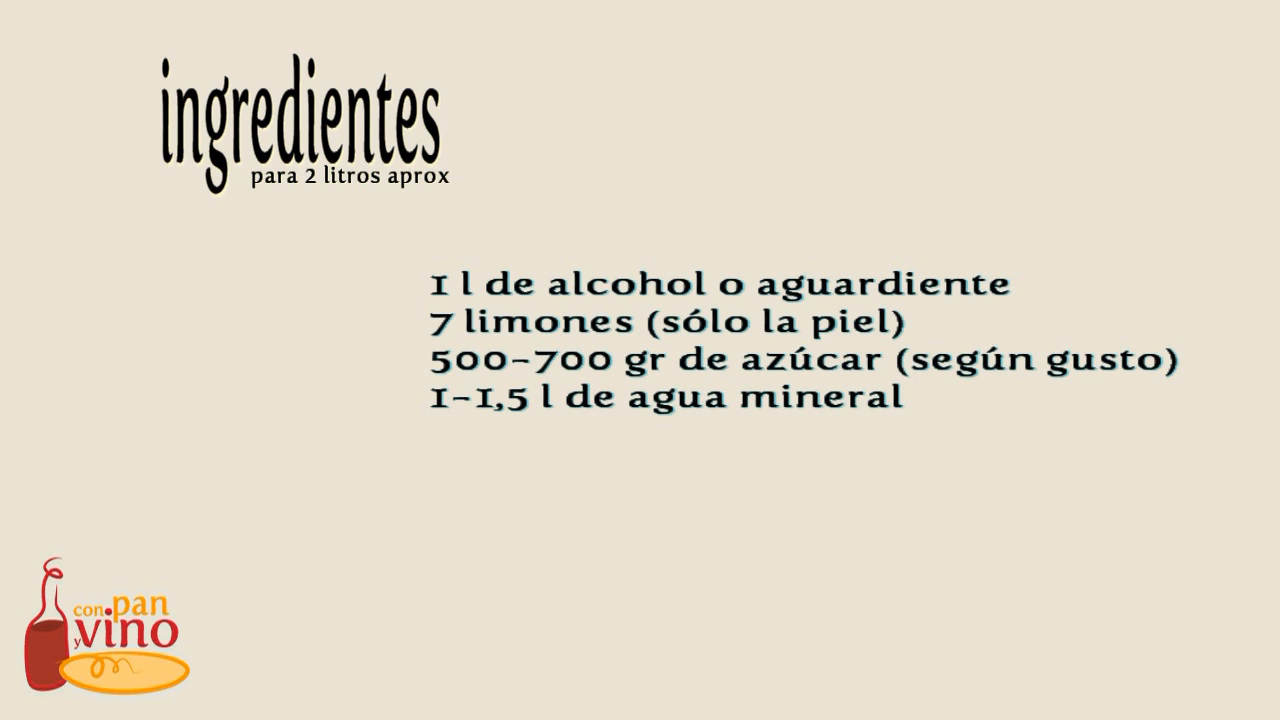 ingredientes
para 2 litros aprox
1 l de alcohol o aguardiente
7 limones (sólo la piel)
500-700 gr de azúcar (según gusto)
1-1,5 l de agua mineral
con pan
y vino